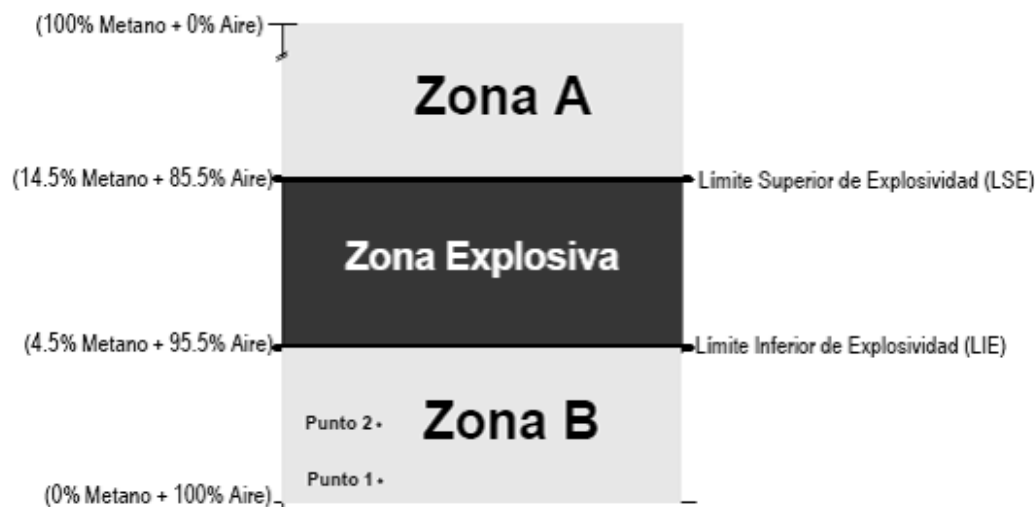 (100% Metano + 0% Aire)
Zona A
(14.5% Metano + 85.5% Aire)
Límite Superior de Explosividad (LSE)
Zona Explosiva
(4.5% Metano + 95.5% Aire)
Límite Inferior de Explosividad (LIE)
Punto 2
Zona B
Punto 1
(0% Metano + 100% Aire)